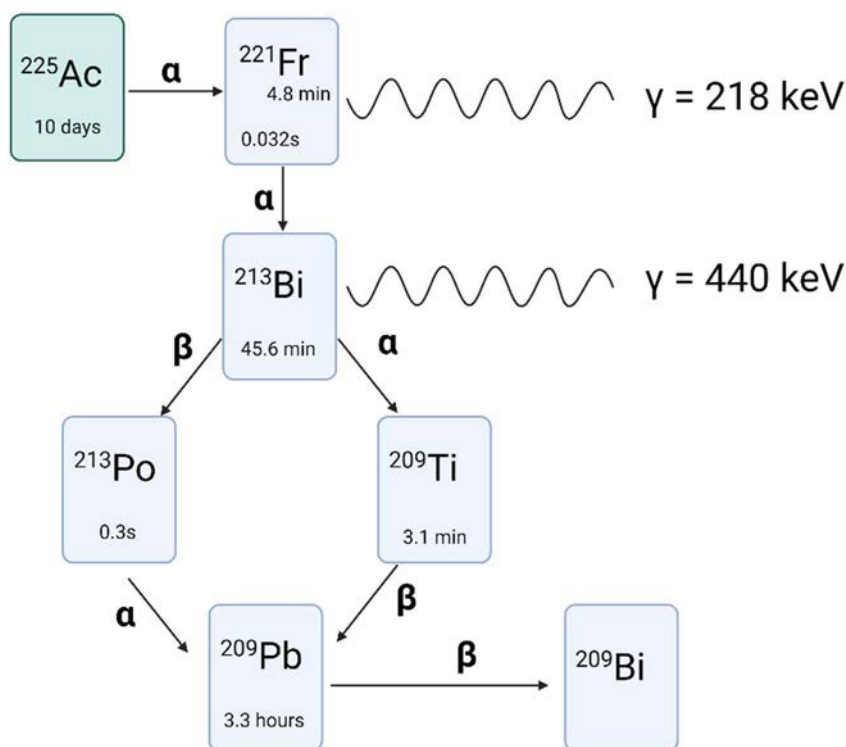 ²²⁵Ac
10 days
α
²²¹Fr
4.8 min
0.032s
γ = 218 keV
α
²¹³Bi
45.6 min
γ = 440 keV
β
α
²¹³Po
0.3s
²⁰⁹Ti
3.1 min
α
β
²⁰⁹Pb
3.3 hours
β
²⁰⁹Bi